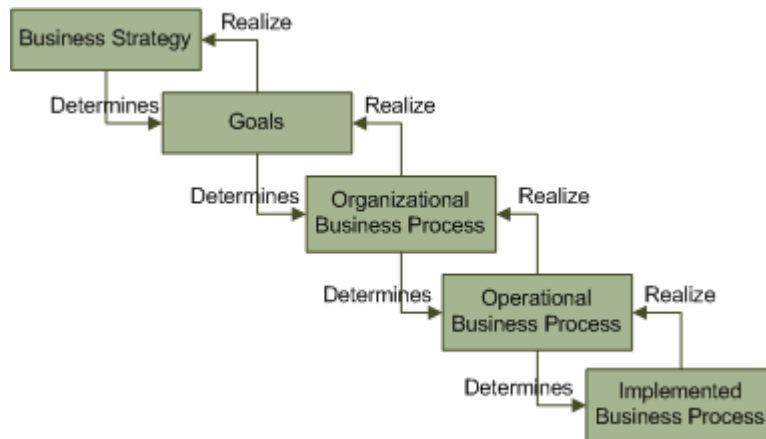 Realize
Business Strategy
Determines
Realize
Goals
Determines
Realize
Organizational
Business Process
Determines
Realize
Operational
Business Process
Determines
Implemented
Business Process